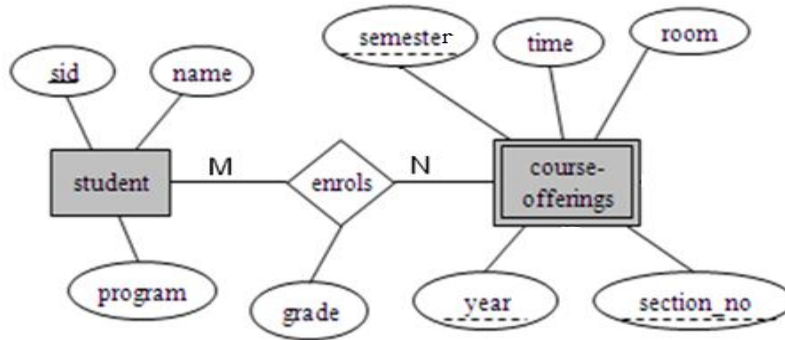 semester
time
room
sid
name
M
N
student
enrols
course-
offerings
program
grade
year
section_no